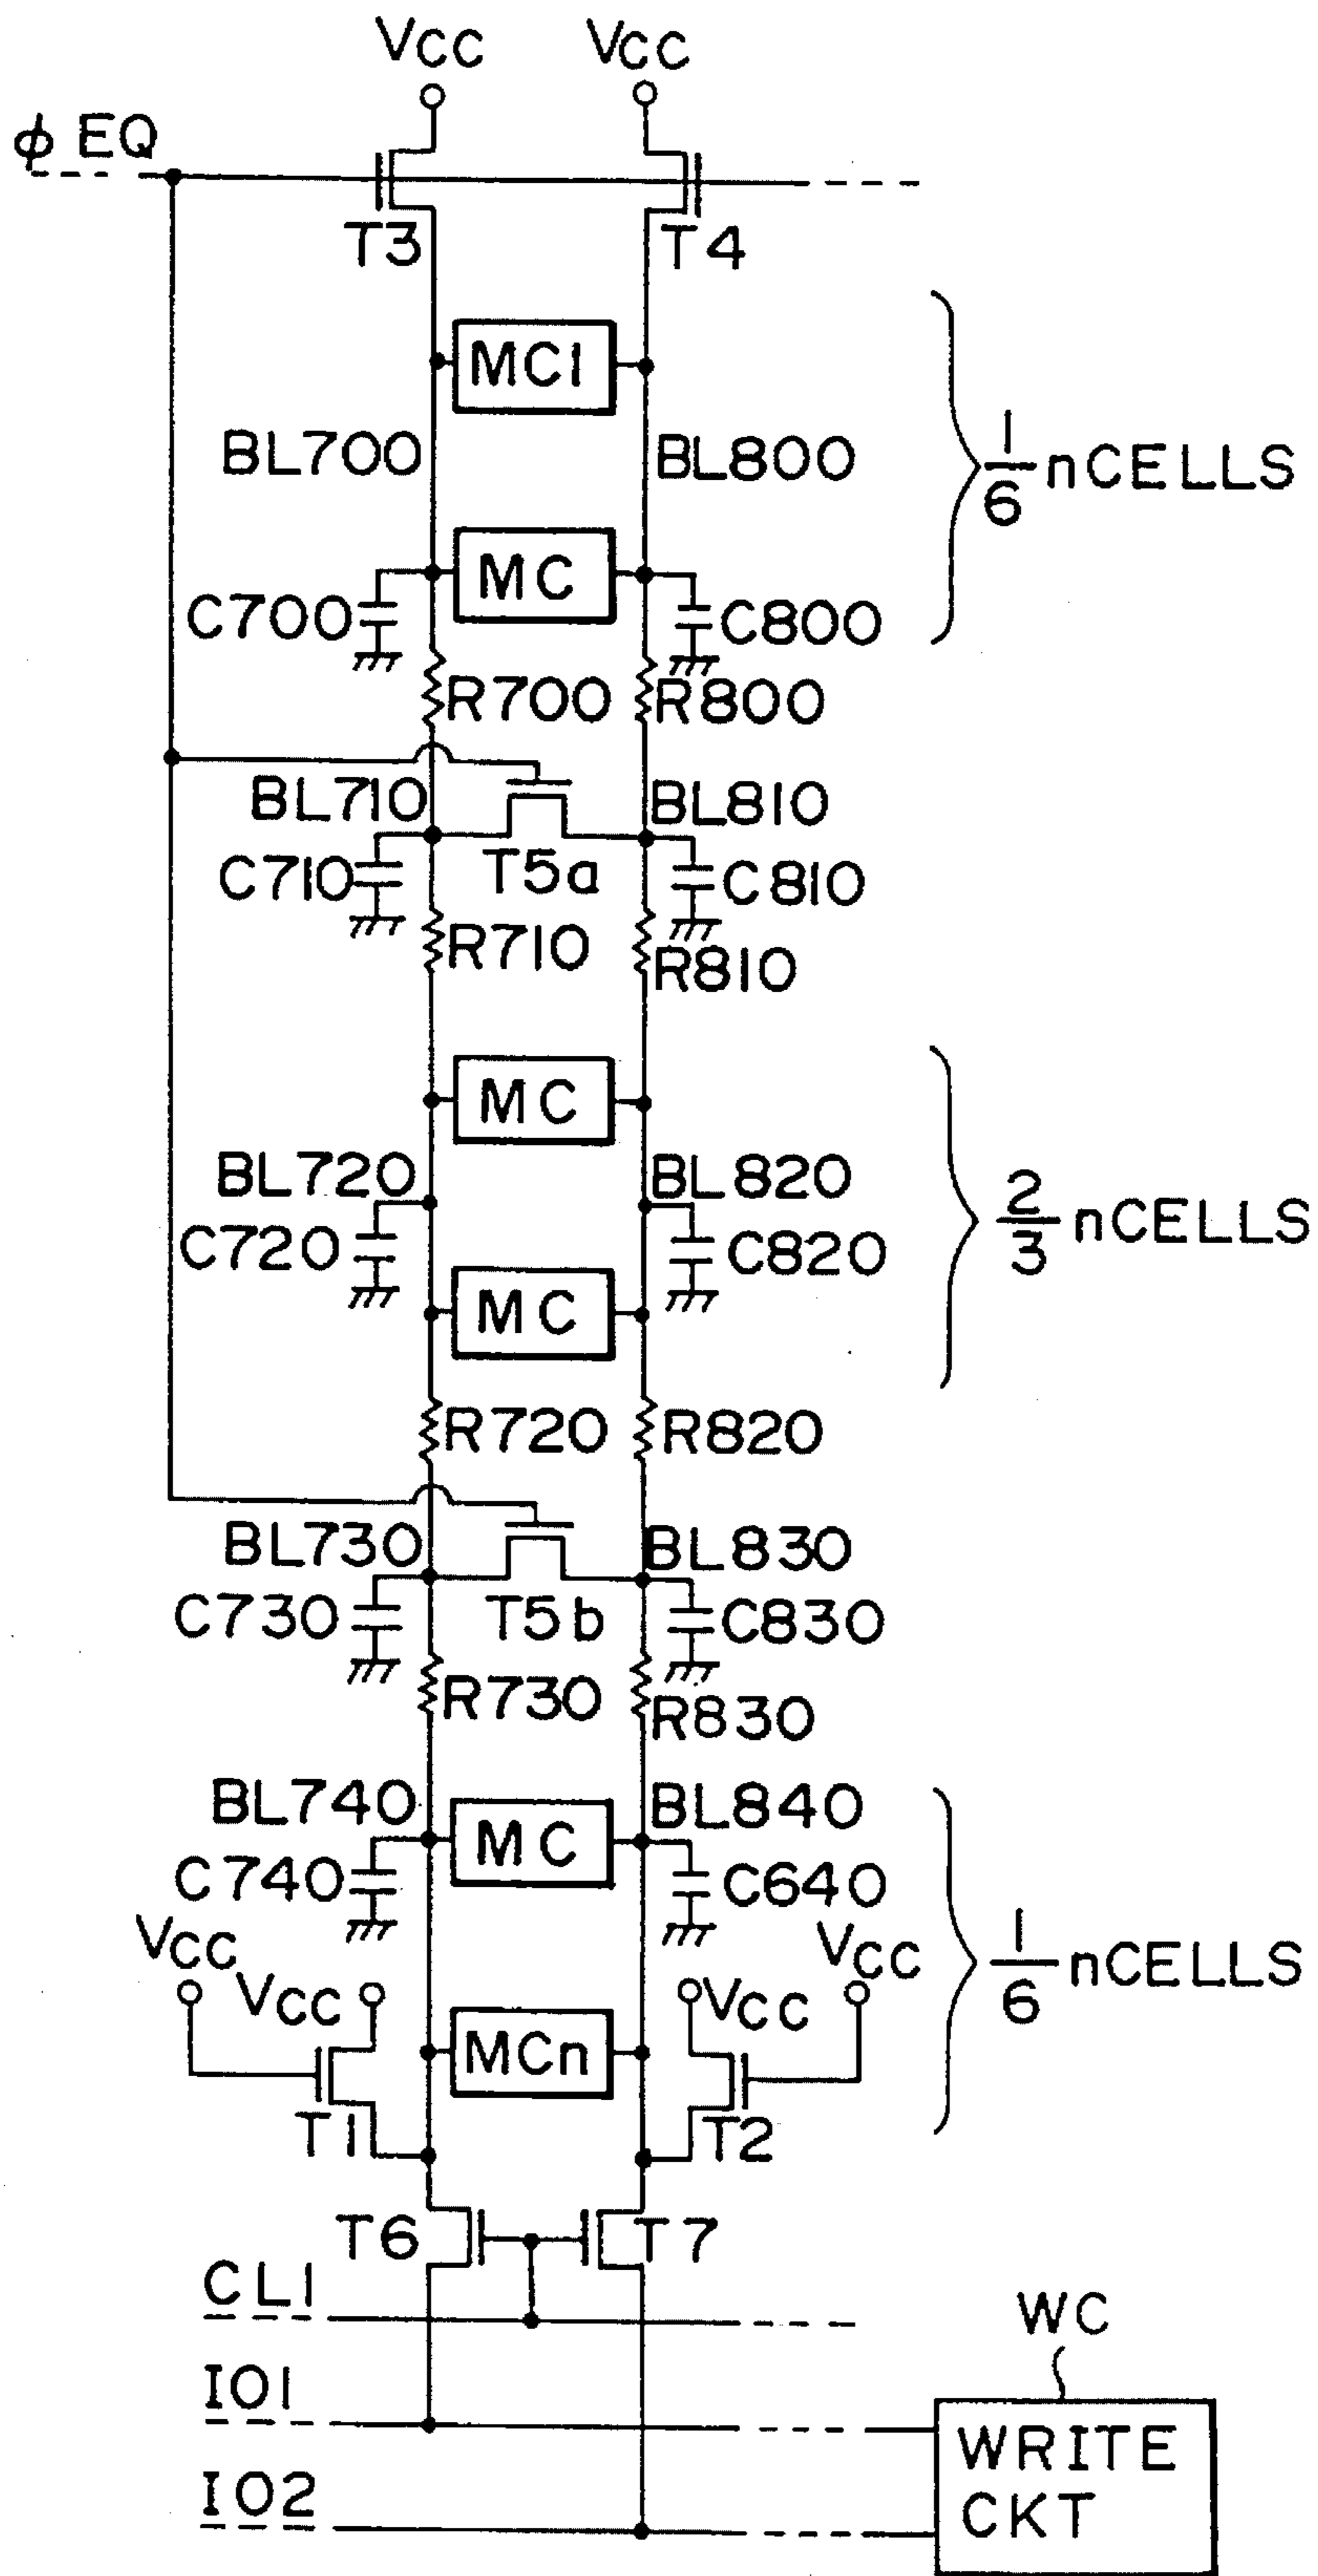 VCC VCC
φ EQ
T3 T4
MC1
BL700 BL800
1/6 nCELLS
MC
C700 C800
R700 R800
BL710 BL810
T5a
C710 C810
R710 R810
MC
BL720 BL820
2/3 nCELLS
C720 C820
MC
R720 R820
BL730 BL830
T5b
C730 C830
R730 R830
BL740 MC BL840
C740 C640
VCC VCC VCC VCC
1/6 nCELLS
MCn
T1 T2
T6 T7
CL1
WC
IO1
WRITE
CKT
IO2